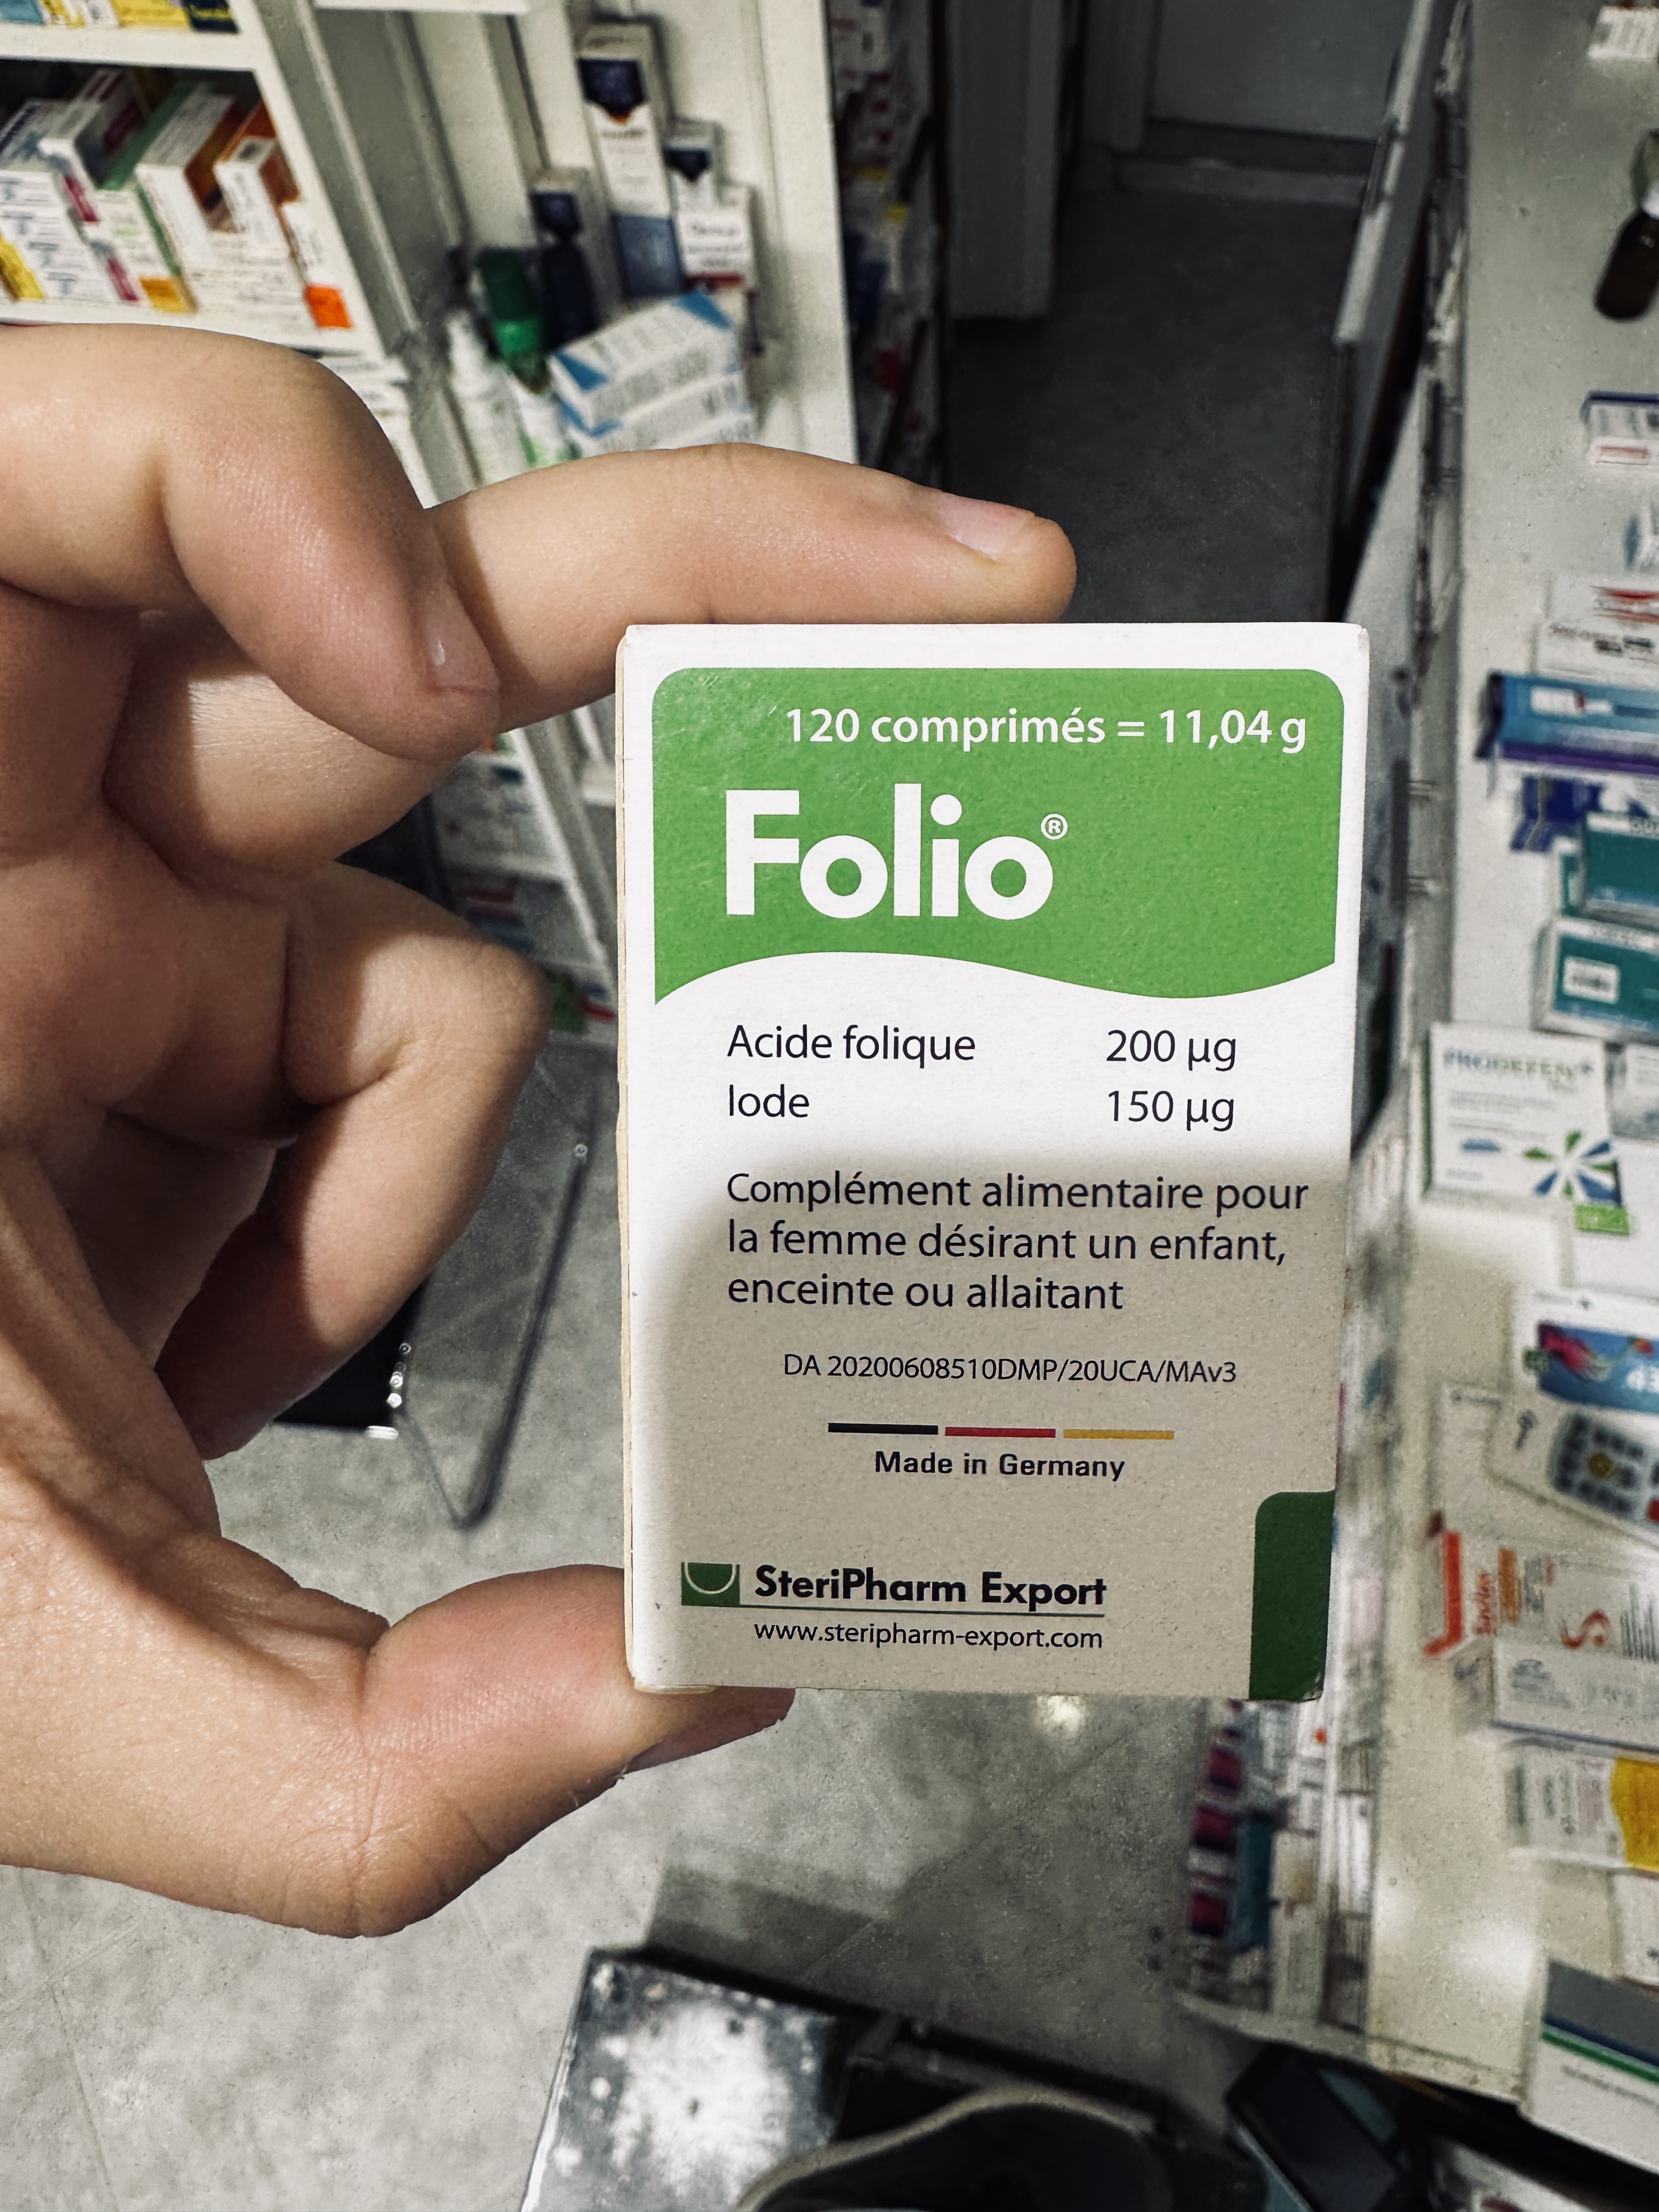 120 comprimés = 11,04 g
Folio®
Acide folique 200 µg
Iode 150 µg
Complément alimentaire pour
la femme désirant un enfant,
enceinte ou allaitant
DA 20200608510DMP/20UCA/MAv3
Made in Germany
SteriPharm Export
www.steripharm-export.com
PRODEFEN